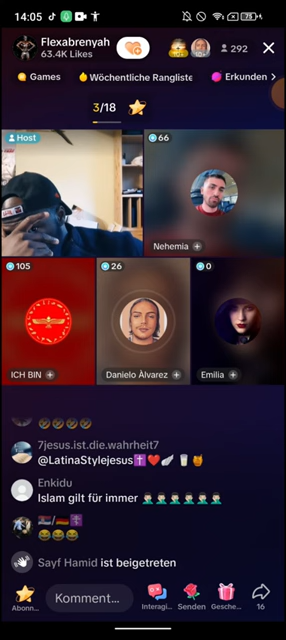 14:05
75
Flexabrenyah
63.4K Likes
292
Games
Wöchentliche Rangliste
Erkunden
3/18
Host
66
Nehemia
105
26
0
ICH BIN
Danielo Àlvarez
Emilia
7jesus.ist.die.wahrheit7
@LatinaStylejesus✝️❤️🪽🥛🍯
Enkidu
Islam gilt für immer 🤦🏻‍♂️🤦🏻‍♂️🤦🏻‍♂️🤦🏻‍♂️🤦🏻‍♂️🤦🏻‍♂️
Sayf Hamid ist beigetreten
Abonn...
Komment...
Interagi...
Senden
Gesche...
16